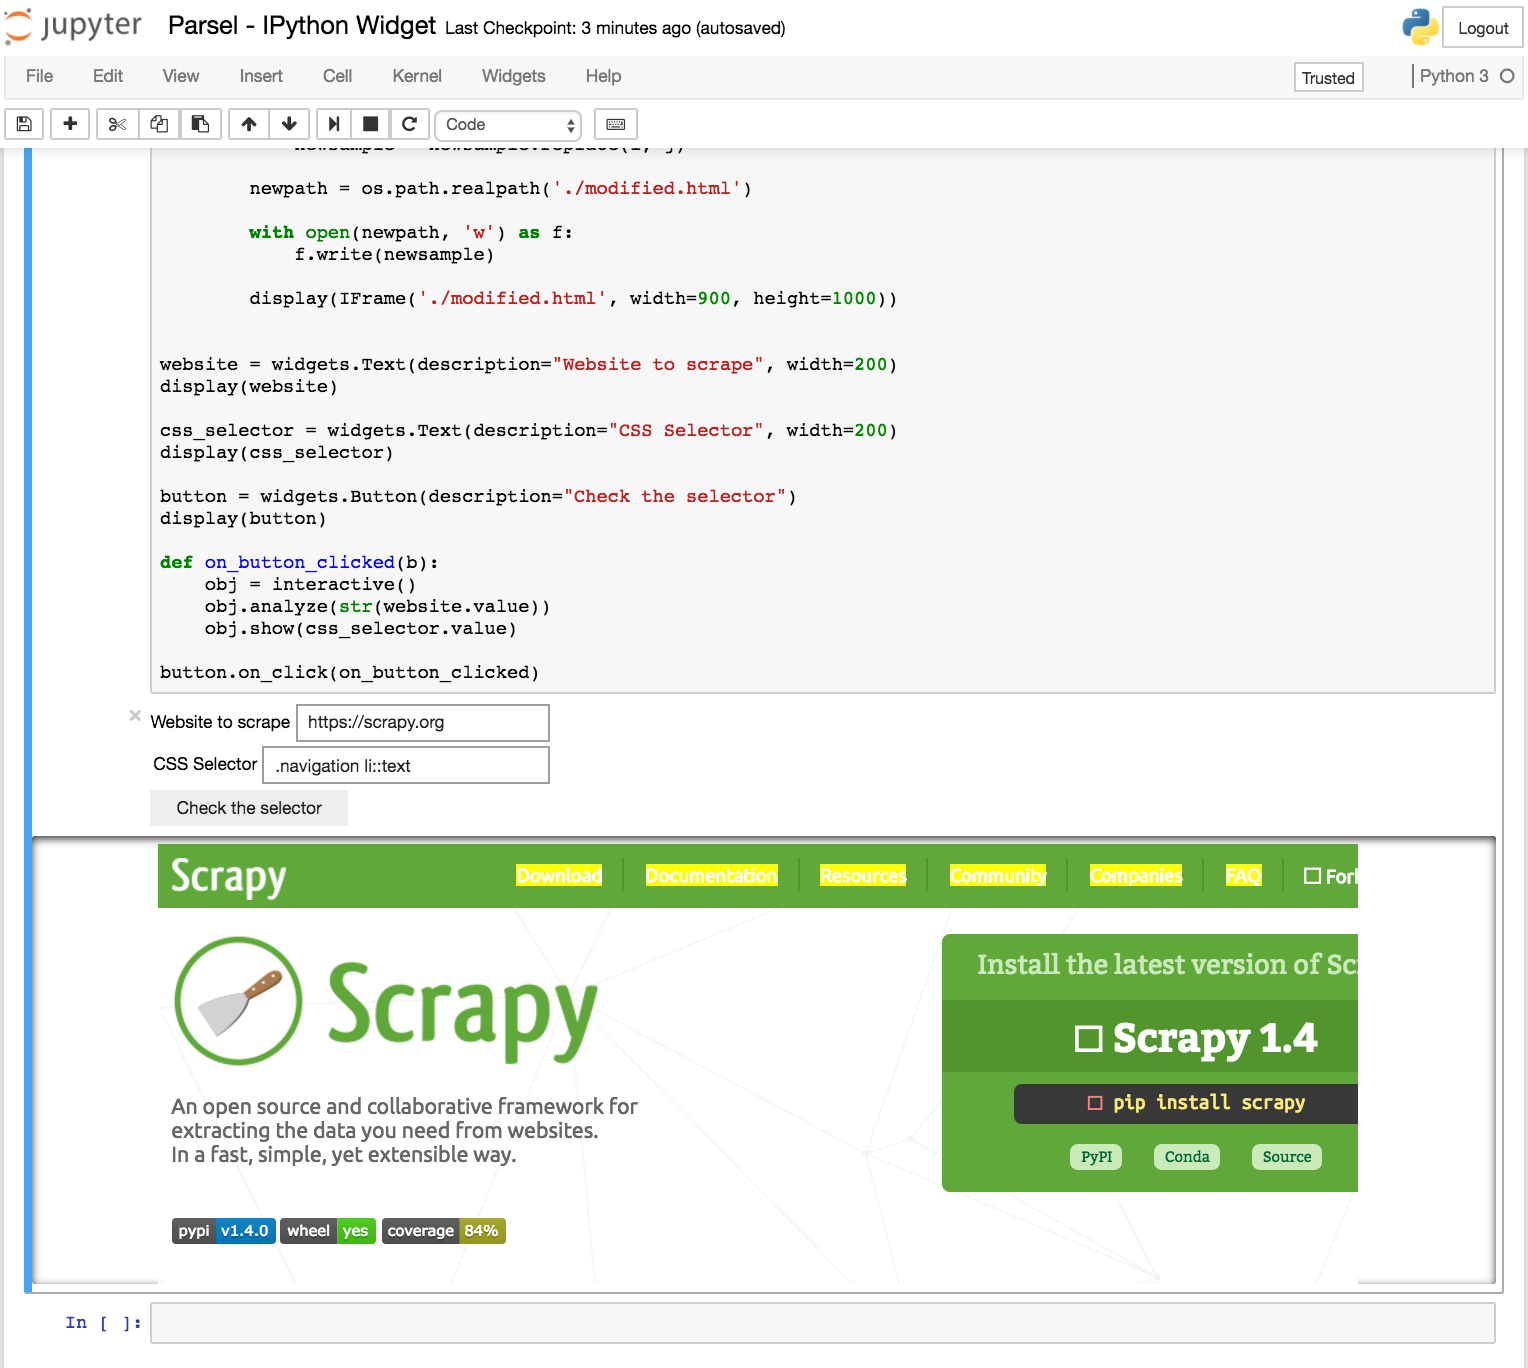 jupyter Parsel - IPython Widget Last Checkpoint: 3 minutes ago (autosaved) Logout
File Edit View Insert Cell Kernel Widgets Help Trusted Python 3
Code
newpath = os.path.realpath('./modified.html')
with open(newpath, 'w') as f:
f.write(newsample)
display(IFrame('./modified.html', width=900, height=1000))
website = widgets.Text(description="Website to scrape", width=200)
display(website)
css_selector = widgets.Text(description="CSS Selector", width=200)
display(css_selector)
button = widgets.Button(description="Check the selector")
display(button)
def on_button_clicked(b):
obj = interactive()
obj.analyze(str(website.value))
obj.show(css_selector.value)
button.on_click(on_button_clicked)
Website to scrape https://scrapy.org
CSS Selector .navigation li::text
Check the selector
Scrapy Download Documentation Resources Community Companies FAQ
Scrapy
Install the latest version of
Scrapy 1.4
pip install scrapy
PyPI Conda Source
An open source and collaborative framework for
extracting the data you need from websites.
In a fast, simple, yet extensible way.
pypi v1.4.0 wheel yes coverage 84%
In [ ]: